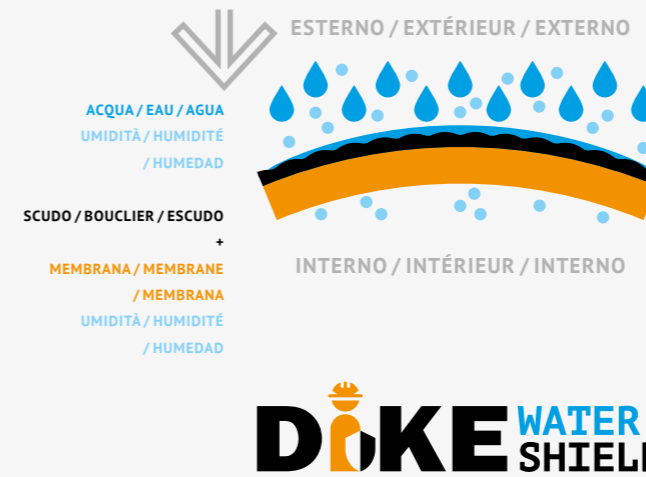 ESTERNO / EXTÉRIEUR / EXTERNO
ACQUA / EAU / AGUA
UMIDITÀ / HUMIDITÉ
/ HUMEDAD
SCUDO / BOUCLIER / ESCUDO
+
MEMBRANA / MEMBRANE
/ MEMBRANA
UMIDITÀ / HUMIDITÉ
/ HUMEDAD
INTERNO / INTÉRIEUR / INTERNO
DIKE WATER
SHIEL